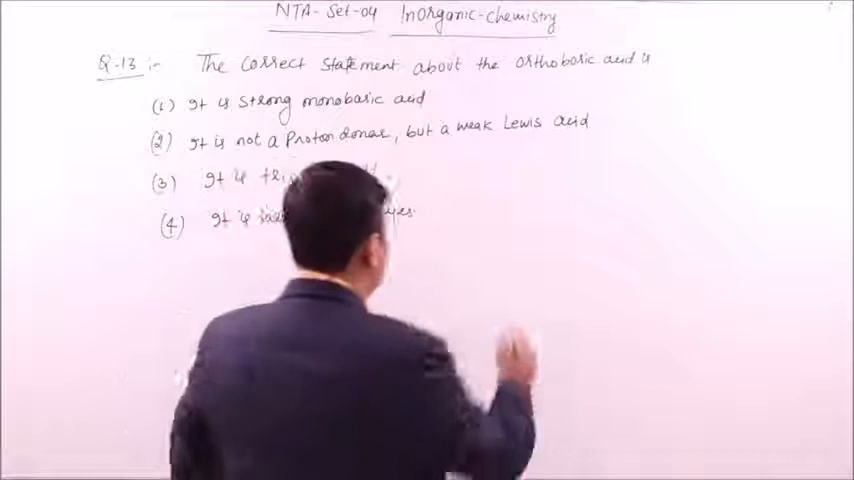 NTA-Set-04 Inorganic-chemistry
Q-13 :- The Correct Statement about the Orthoboric acid is
(1) It is strong monobasic acid
(2) It is not a Proton donar, but a weak Lewis acid
(3) It is
(4) It is